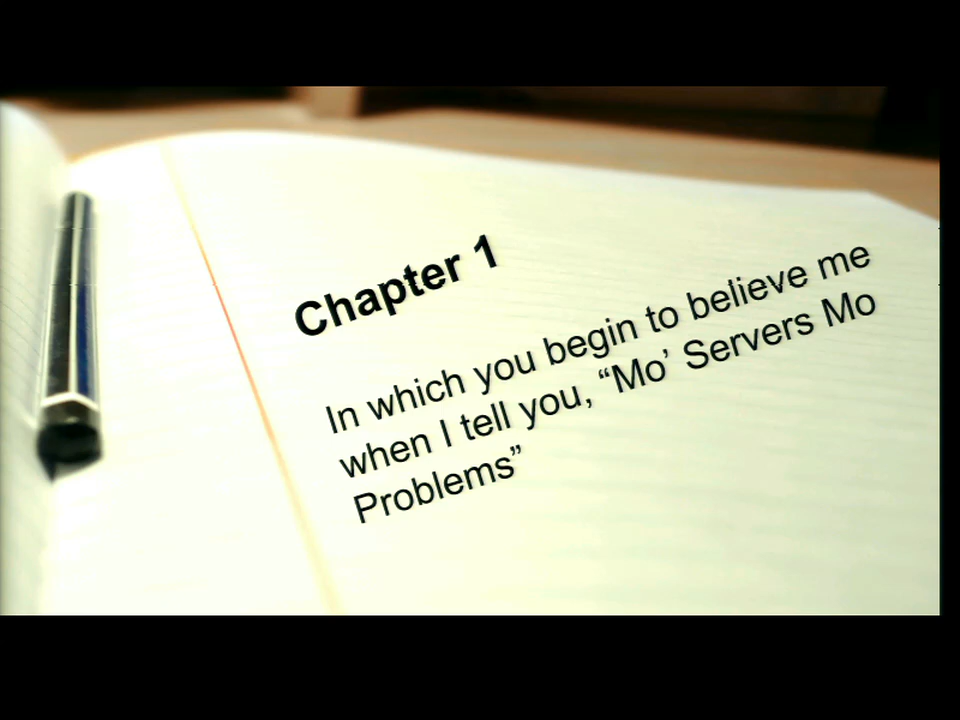 Chapter 1
In which you begin to believe me
when I tell you, “Mo’ Servers Mo
Problems”